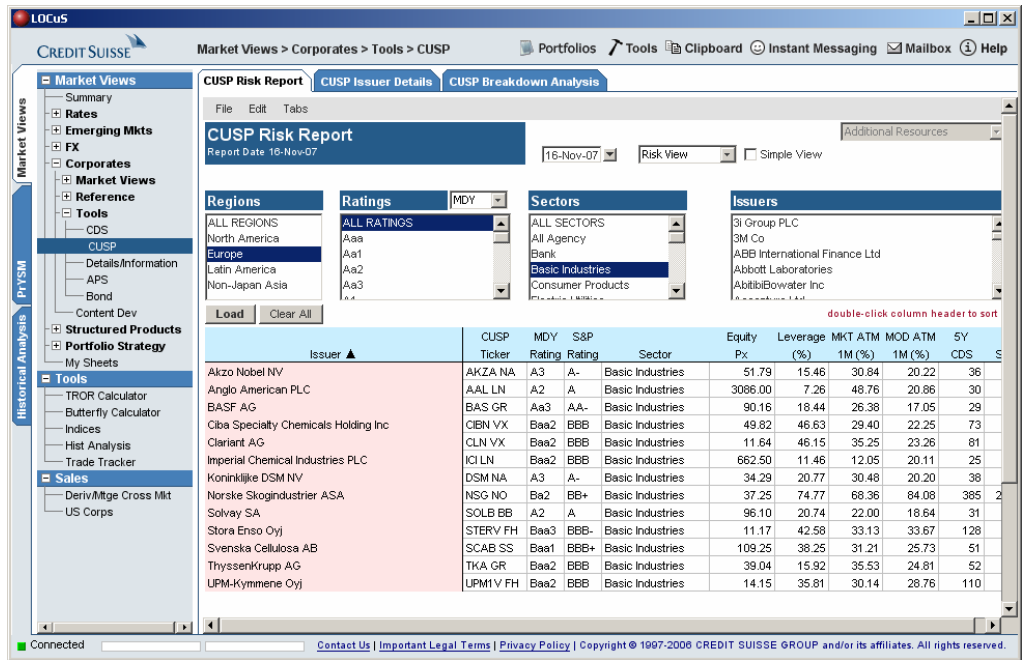 LOCuS
CREDIT SUISSE
Market Views > Corporates > Tools > CUSP
Portfolios Tools Clipboard Instant Messaging Mailbox Help
Market Views
PrYSM
Historical Analysis
Market Views
Summary
Rates
Emerging Mkts
FX
Corporates
Market Views
Reference
Tools
CDS
CUSP
Details/Information
APS
Bond
Content Dev
Structured Products
Portfolio Strategy
My Sheets
Tools
TROR Calculator
Butterfly Calculator
Indices
Hist Analysis
Trade Tracker
Sales
Deriv/Mtge Cross Mkt
US Corps
CUSP Risk Report CUSP Issuer Details CUSP Breakdown Analysis
File Edit Tabs
CUSP Risk Report
Report Date 16-Nov-07
16-Nov-07 Risk View Simple View
Additional Resources
Regions
ALL REGIONS
North America
Europe
Latin America
Non-Japan Asia
Ratings MDY
ALL RATINGS
Aaa
Aa1
Aa2
Aa3
Sectors
ALL SECTORS
All Agency
Bank
Basic Industries
Consumer Products
Electric Utilities
Issuers
3i Group PLC
3M Co
ABB International Finance Ltd
Abbott Laboratories
AbitibiBowater Inc
Load Clear All
double-click column header to sort
CUSP MDY S&P Equity Leverage MKT ATM MOD ATM 5Y
Issuer ▲ Ticker Rating Rating Sector Px (%) 1M (%) 1M (%) CDS S
Akzo Nobel NV AKZA NA A3 A- Basic Industries 51.79 15.46 30.84 20.22 36
Anglo American PLC AAL LN A2 A Basic Industries 3086.00 7.26 48.76 20.86 30
BASF AG BAS GR Aa3 AA- Basic Industries 90.16 18.44 26.38 17.05 29
Ciba Specialty Chemicals Holding Inc CIBN VX Baa2 BBB Basic Industries 49.82 46.63 29.40 22.25 73
Clariant AG CLN VX Baa2 BBB Basic Industries 11.64 46.15 35.25 23.26 81
Imperial Chemical Industries PLC ICI LN Baa2 BBB Basic Industries 662.50 11.46 12.05 20.11 25
Koninklijke DSM NV DSM NA A3 A- Basic Industries 34.29 20.77 30.48 20.20 38
Norske Skogindustrier ASA NSG NO Ba2 BB+ Basic Industries 37.25 74.77 68.36 84.08 385 2
Solvay SA SOLB BB A2 A Basic Industries 96.10 20.74 22.00 18.64 31
Stora Enso Oyj STERV FH Baa3 BBB- Basic Industries 11.17 42.58 33.13 33.67 128
Svenska Cellulosa AB SCAB SS Baa1 BBB+ Basic Industries 109.25 38.25 31.21 25.73 51
ThyssenKrupp AG TKA GR Baa2 BBB Basic Industries 39.04 15.92 35.53 24.81 52
UPM-Kymmene Oyj UPM1V FH Baa2 BBB Basic Industries 14.15 35.81 30.14 28.76 110
Connected
Contact Us | Important Legal Terms | Privacy Policy | Copyright © 1997-2006 CREDIT SUISSE GROUP and/or its affiliates. All rights reserved.